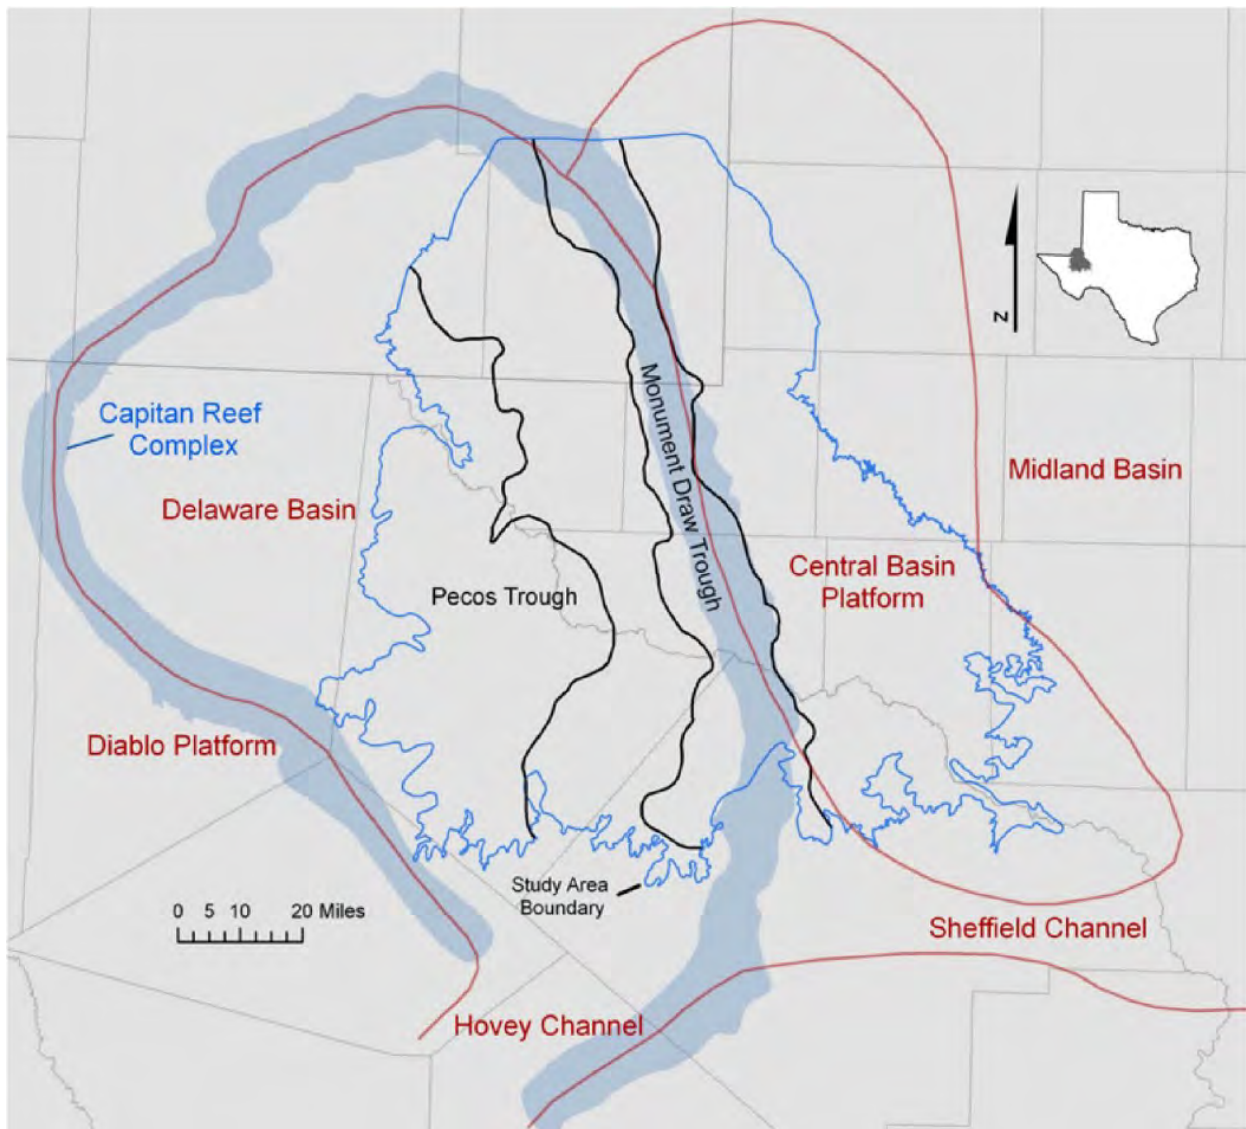 N
Capitan Reef
Complex
Delaware Basin
Monument Draw Trough
Midland Basin
Central Basin
Platform
Pecos Trough
Diablo Platform
Study Area
Boundary
0 5 10 20 Miles
Sheffield Channel
Hovey Channel